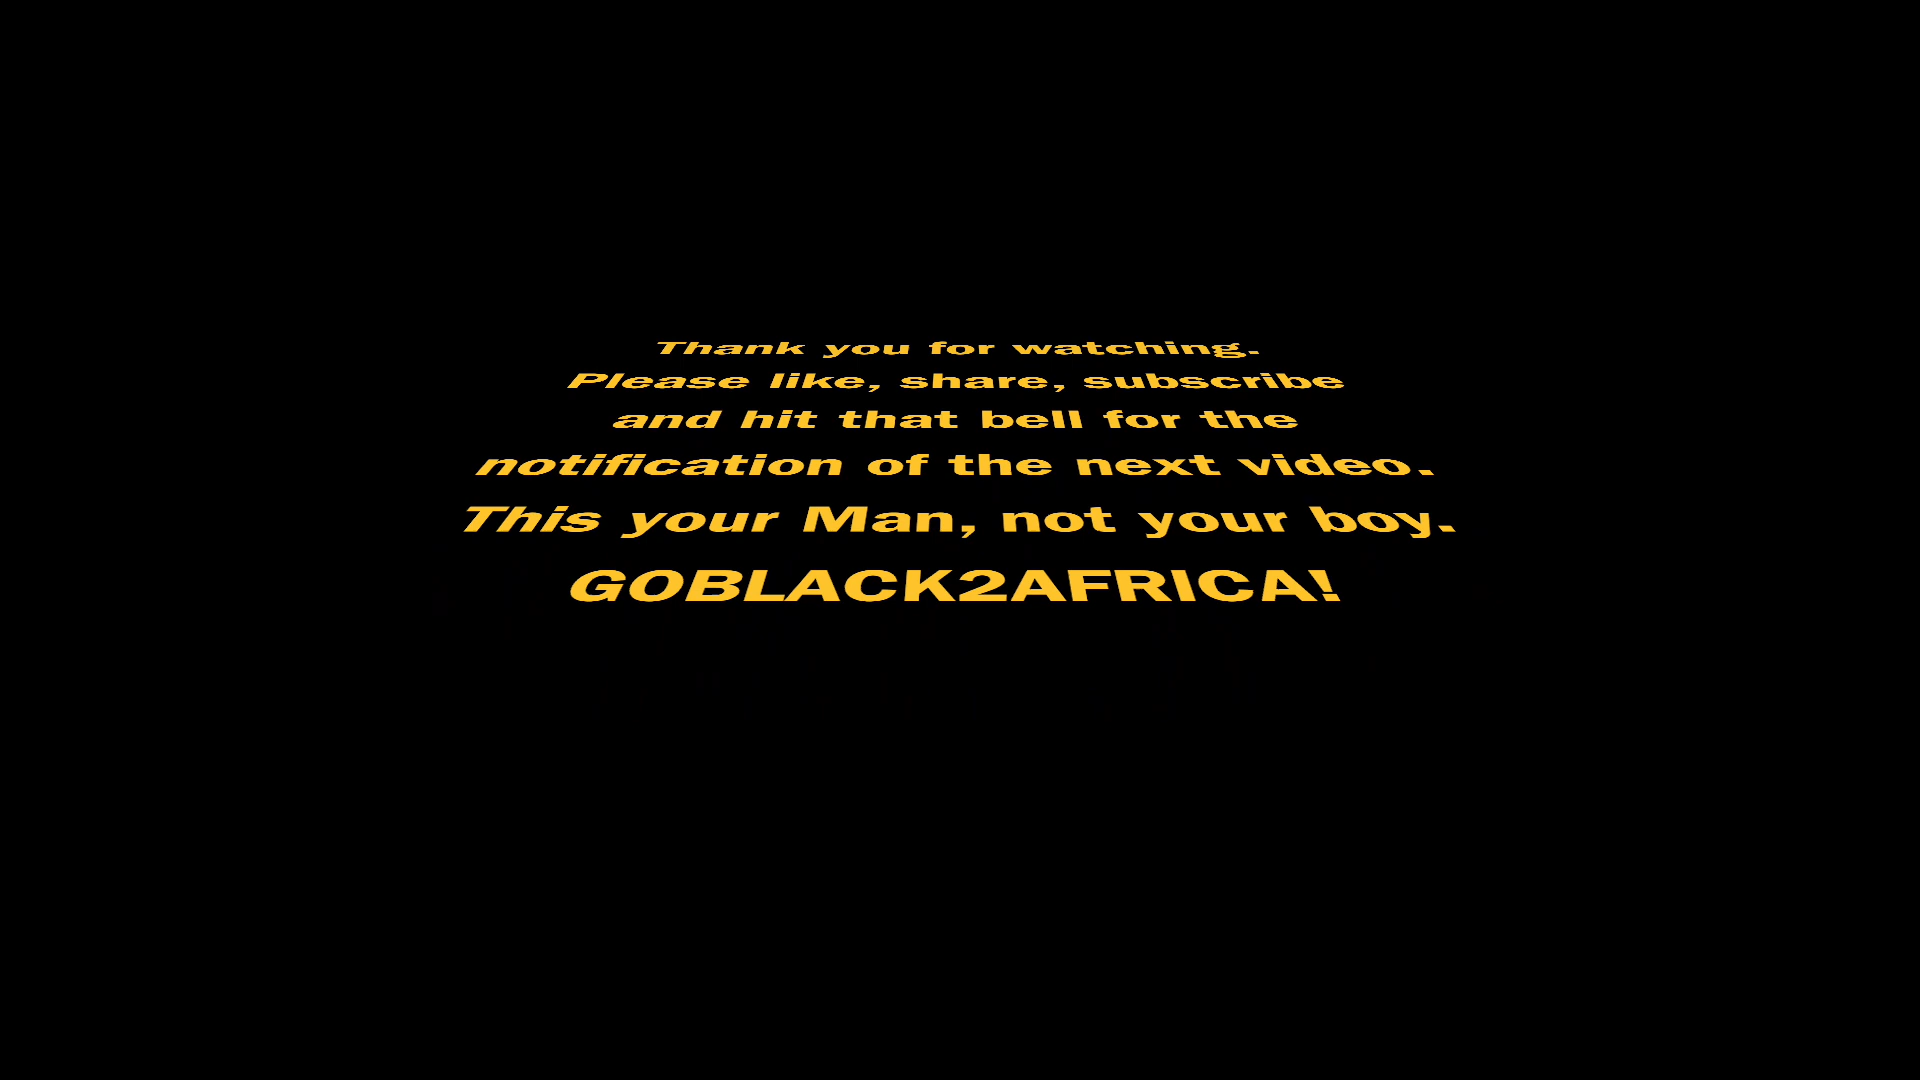 Thank you for watching.
Please like, share, subscribe
and hit that bell for the
notification of the next video.
This your Man, not your boy.
GOBLACK2AFRICA!